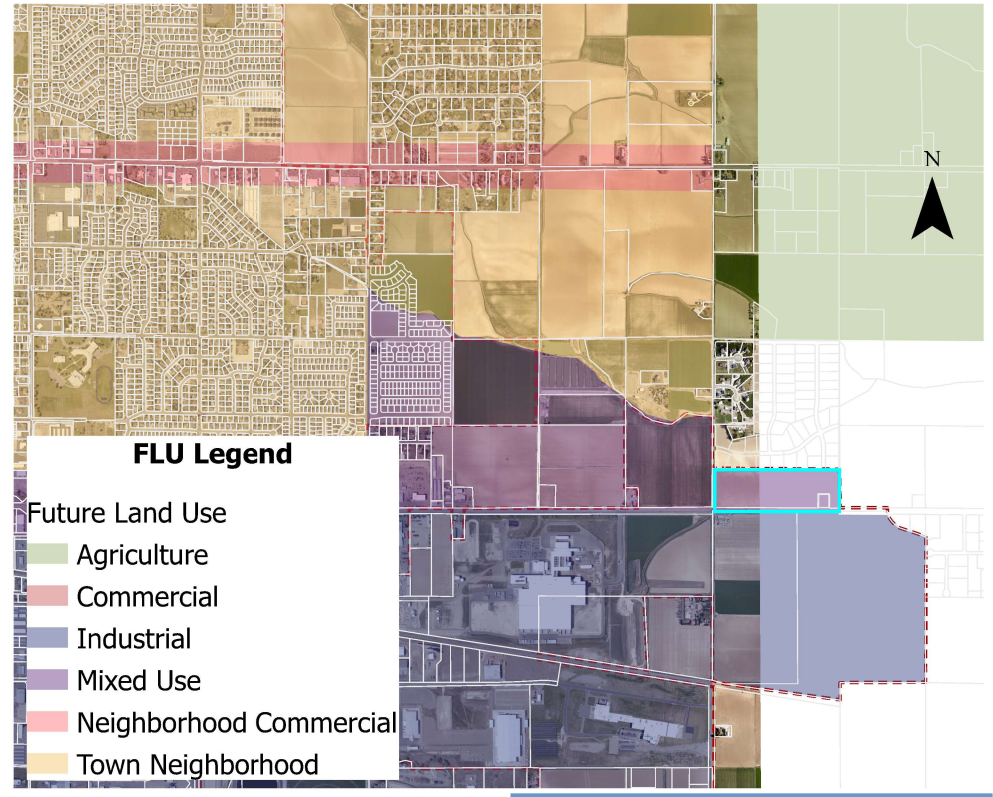 N
FLU Legend
Future Land Use
Agriculture
Commercial
Industrial
Mixed Use
Neighborhood Commercial
Town Neighborhood